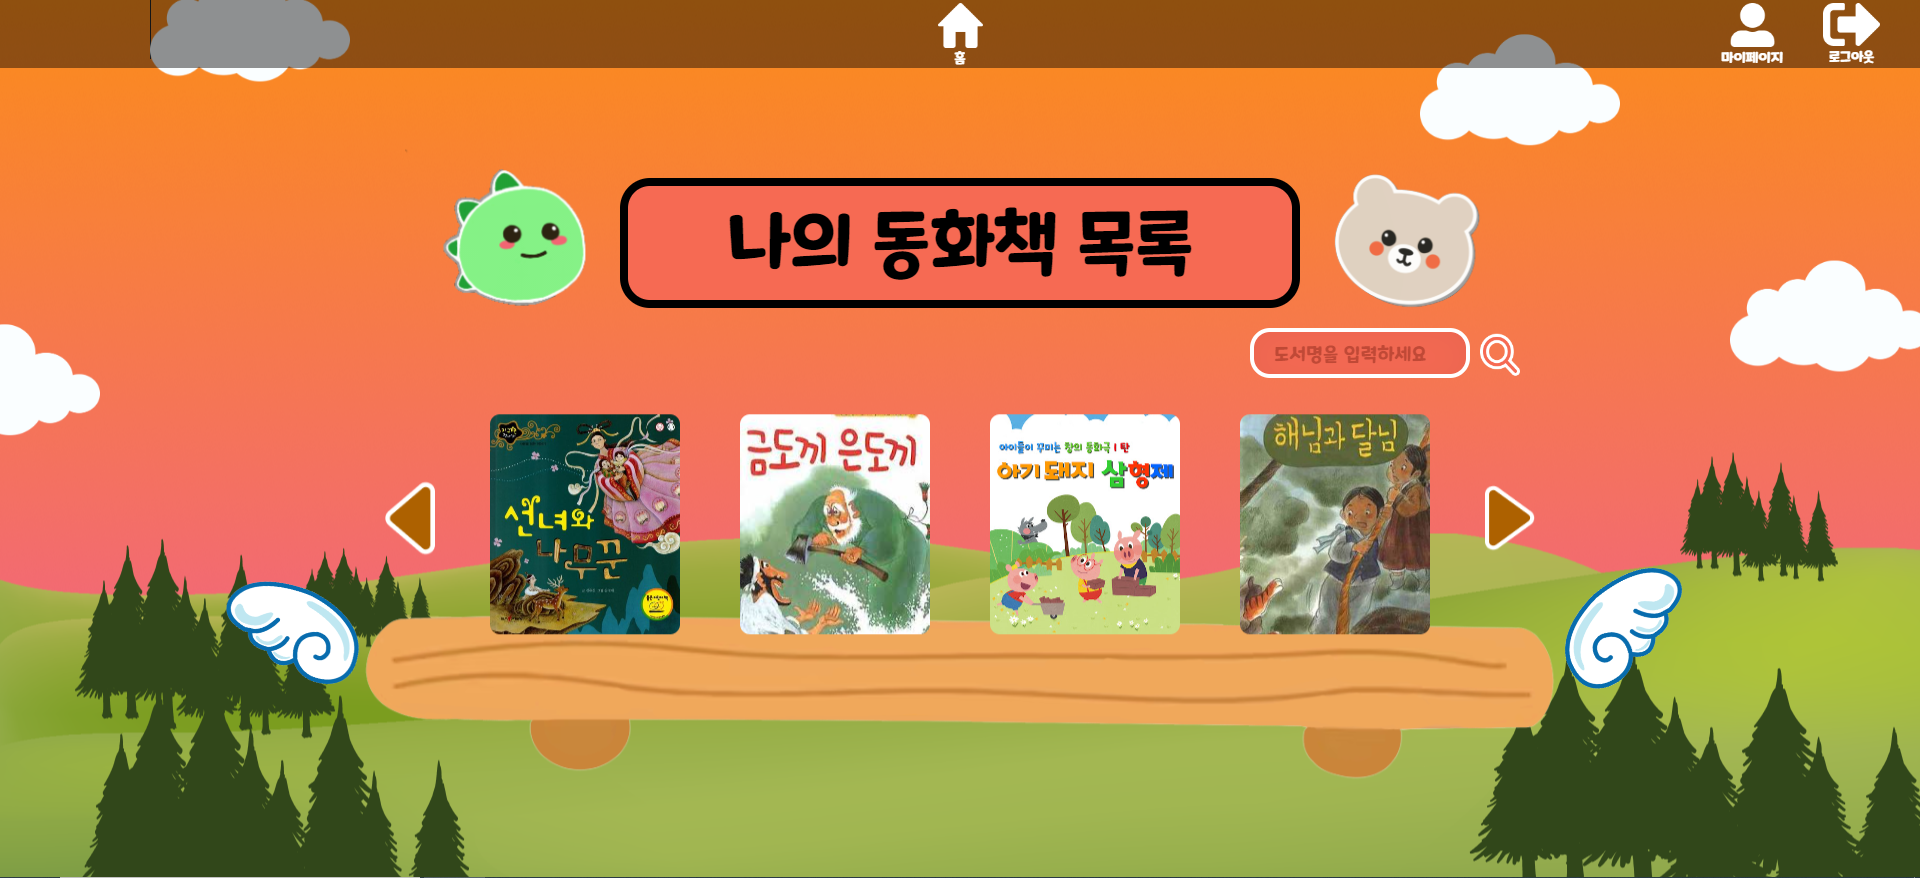 홈
마이페이지
로그아웃
나의 동화책 목록
도서명을 입력하세요
선녀와
나무꾼
금도끼 은도끼
아이들이 꾸미는 창의 동화극 1탄
아기 돼지 삼형제
해님과 달님